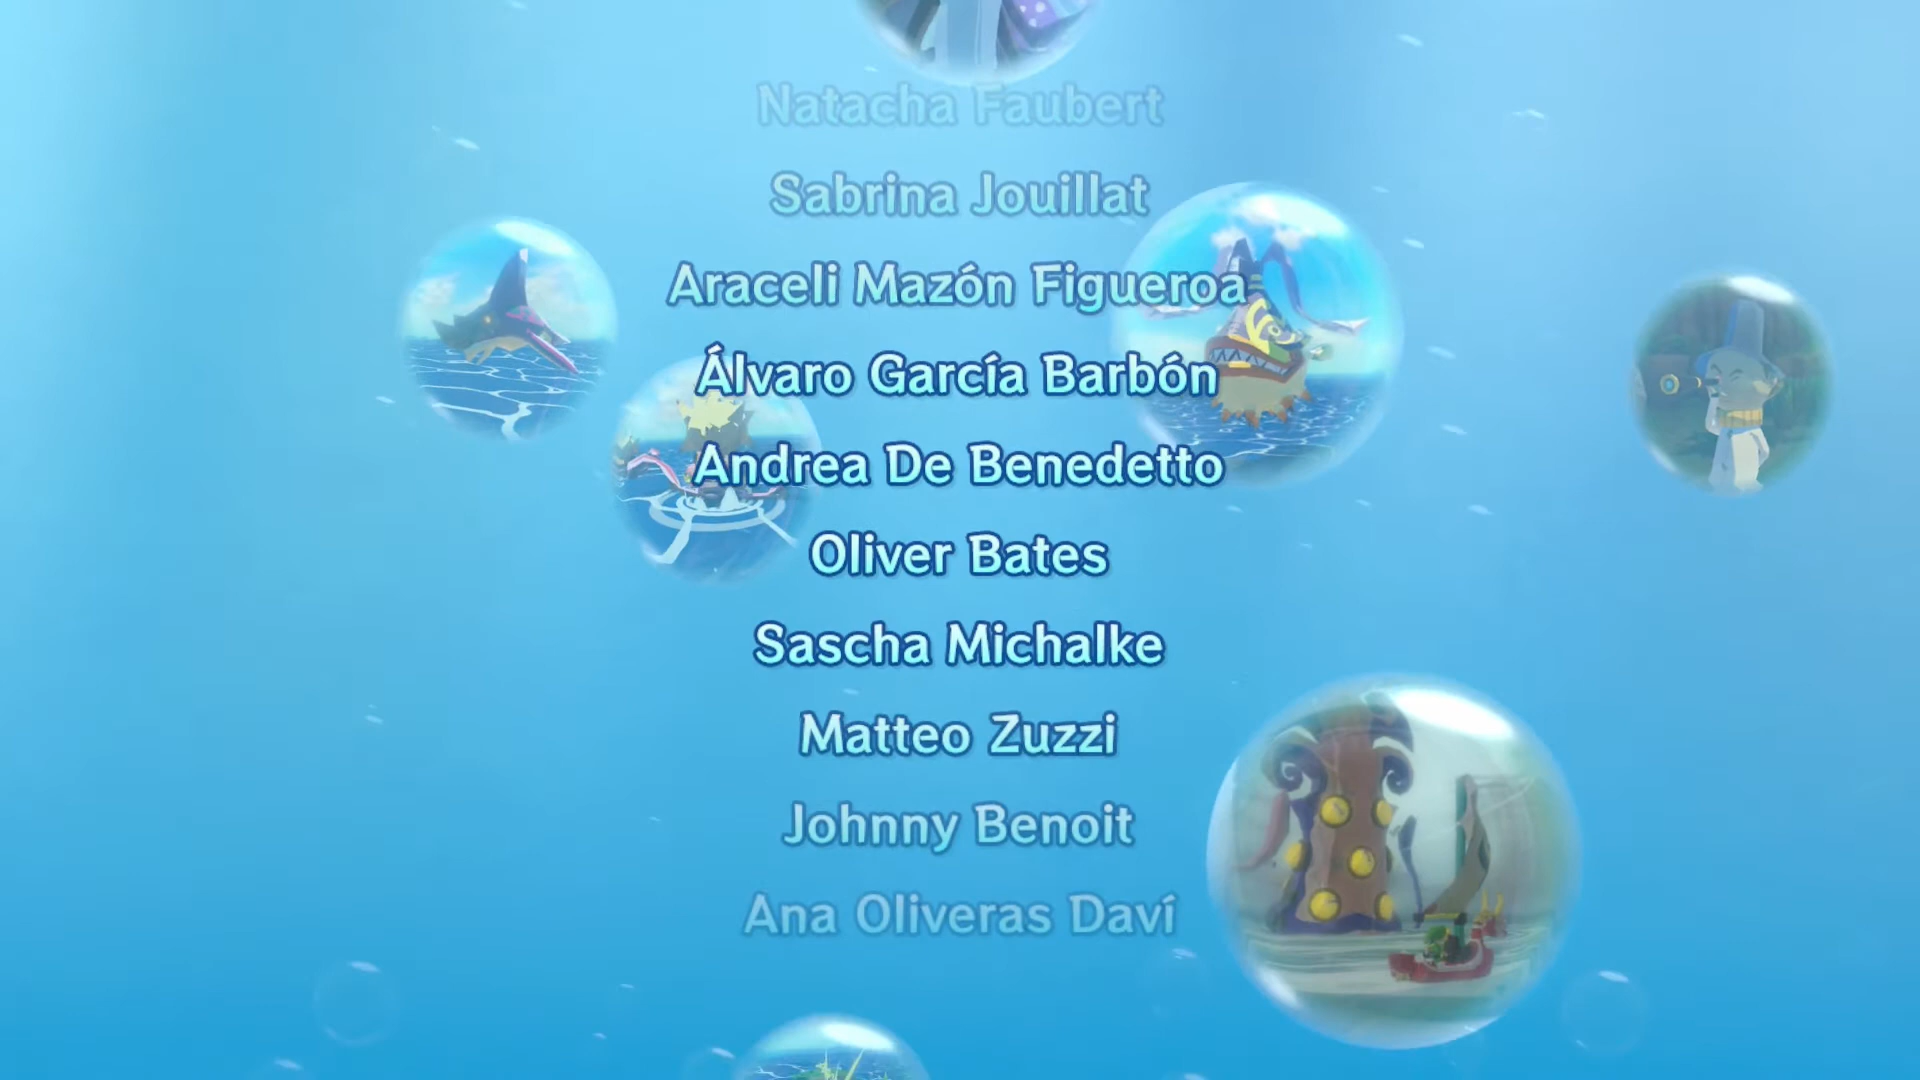 Natacha Faubert
Sabrina Jouillat
Araceli Mazón Figueroa
Álvaro García Barbón
Andrea De Benedetto
Oliver Bates
Sascha Michalke
Matteo Zuzzi
Johnny Benoit
Ana Oliveras Daví